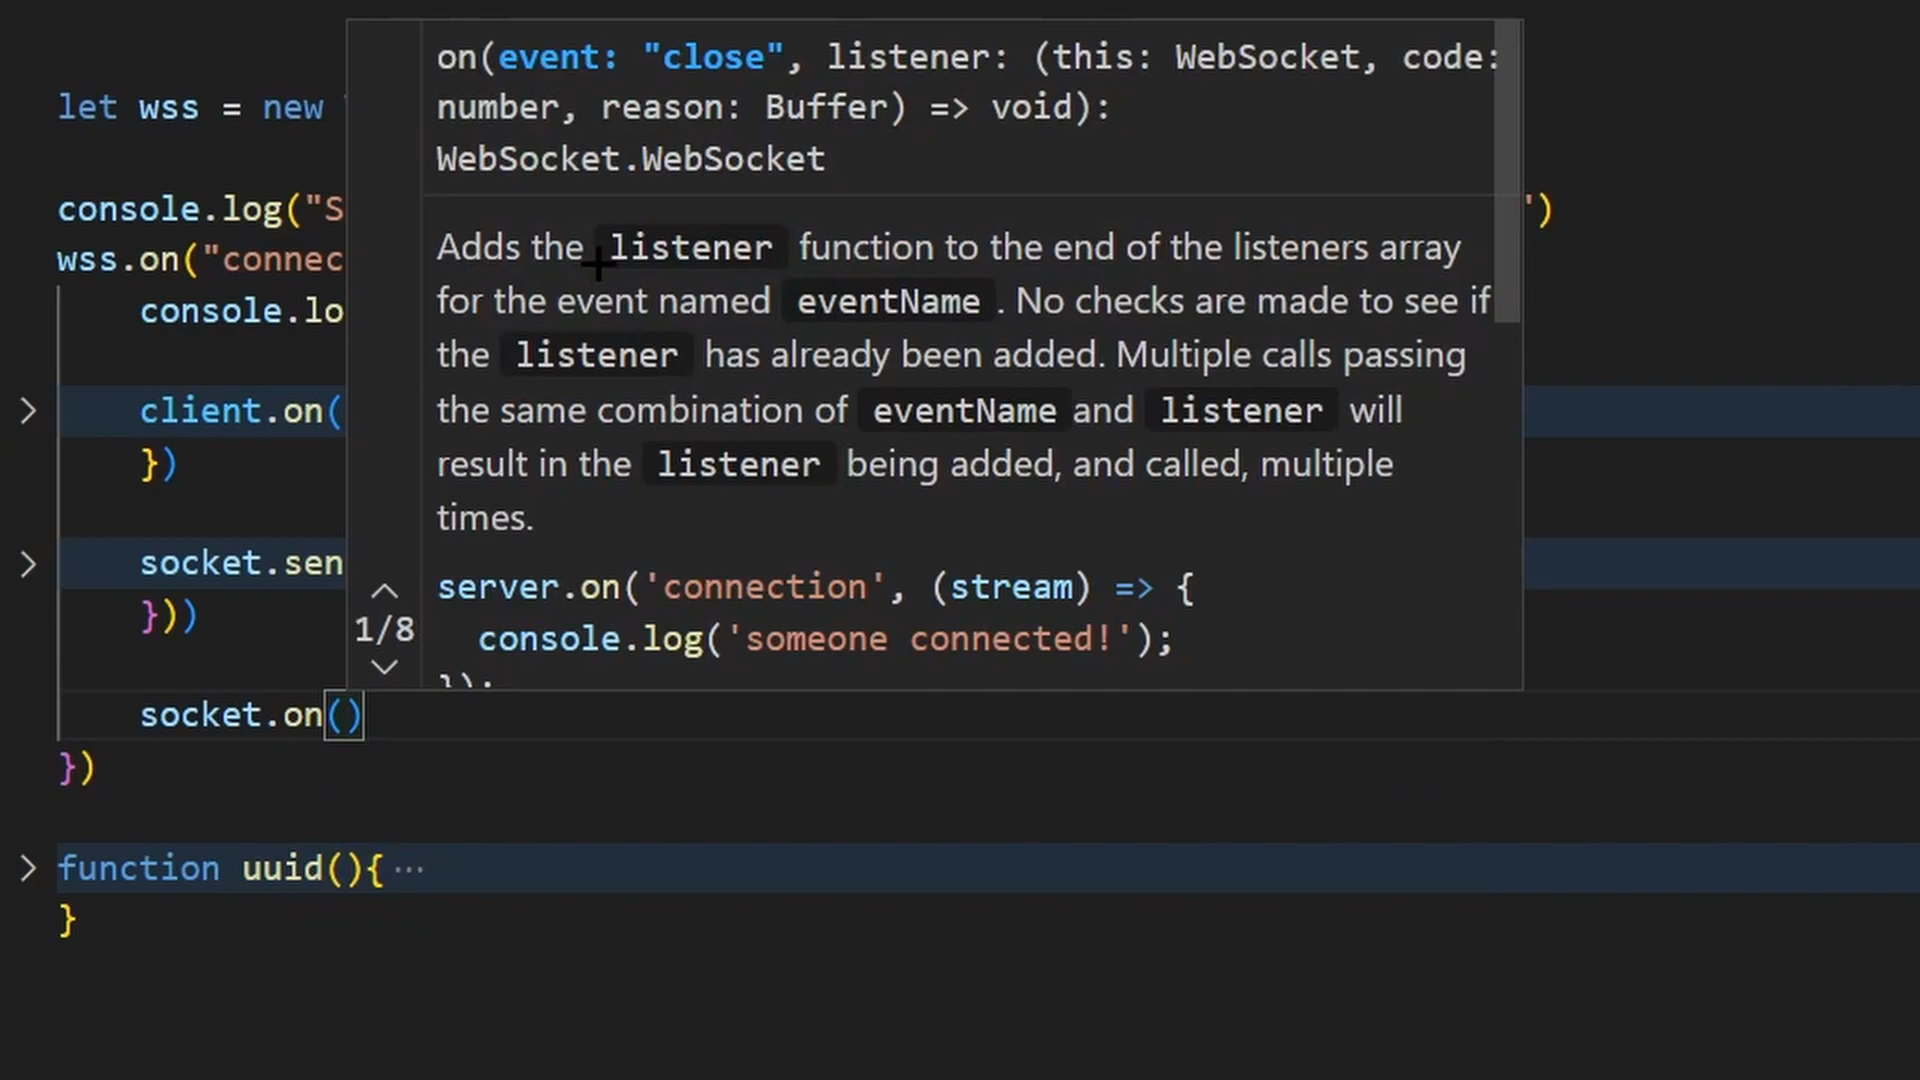 on(event: "close", listener: (this: WebSocket, code:
number, reason: Buffer) => void):
WebSocket.WebSocket
Adds the listener function to the end of the listeners array
for the event named eventName. No checks are made to see if
the listener has already been added. Multiple calls passing
the same combination of eventName and listener will
result in the listener being added, and called, multiple
times.
server.on('connection', (stream) => {
console.log('someone connected!');
});
1/8
let wss = new
console.log("S
')
wss.on("connec
console.lo
client.on(
})
socket.sen
}))
socket.on()
})
function uuid(){ ···
}